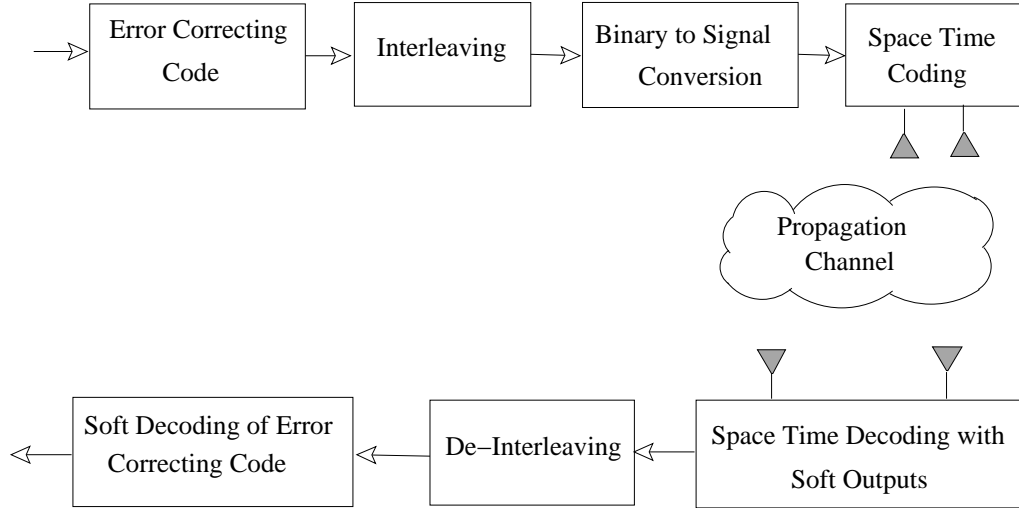 Error Correcting
Code
Interleaving
Binary to Signal
Conversion
Space Time
Coding
Propagation
Channel
Soft Decoding of Error
Correcting Code
De−Interleaving
Space Time Decoding with
Soft Outputs